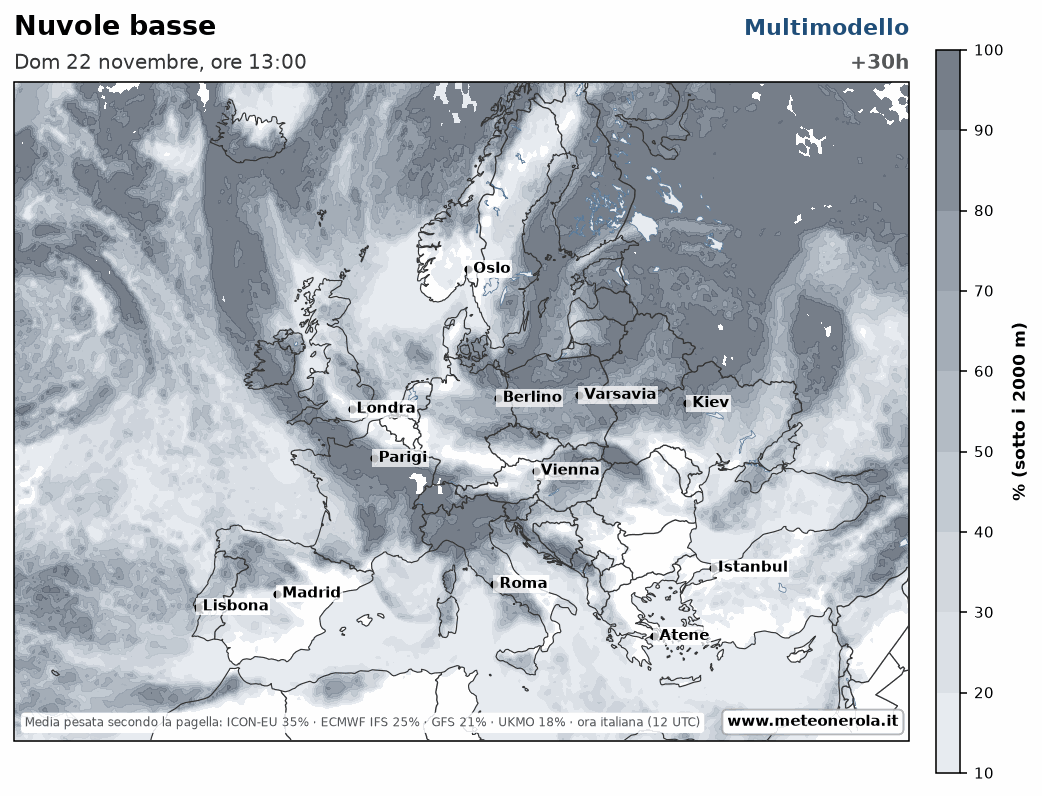 Nuvole basse
Multimodello
Dom 22 novembre, ore 13:00
+30h
100
90
80
70
60
50
40
30
20
10
% (sotto i 2000 m)
Oslo
Berlino
Varsavia
Kiev
Londra
Parigi
Vienna
Istanbul
Roma
Madrid
Lisbona
Atene
Media pesata secondo la pagella: ICON-EU 35% · ECMWF IFS 25% · GFS 21% · UKMO 18% · ora italiana (12 UTC)
www.meteonerola.it